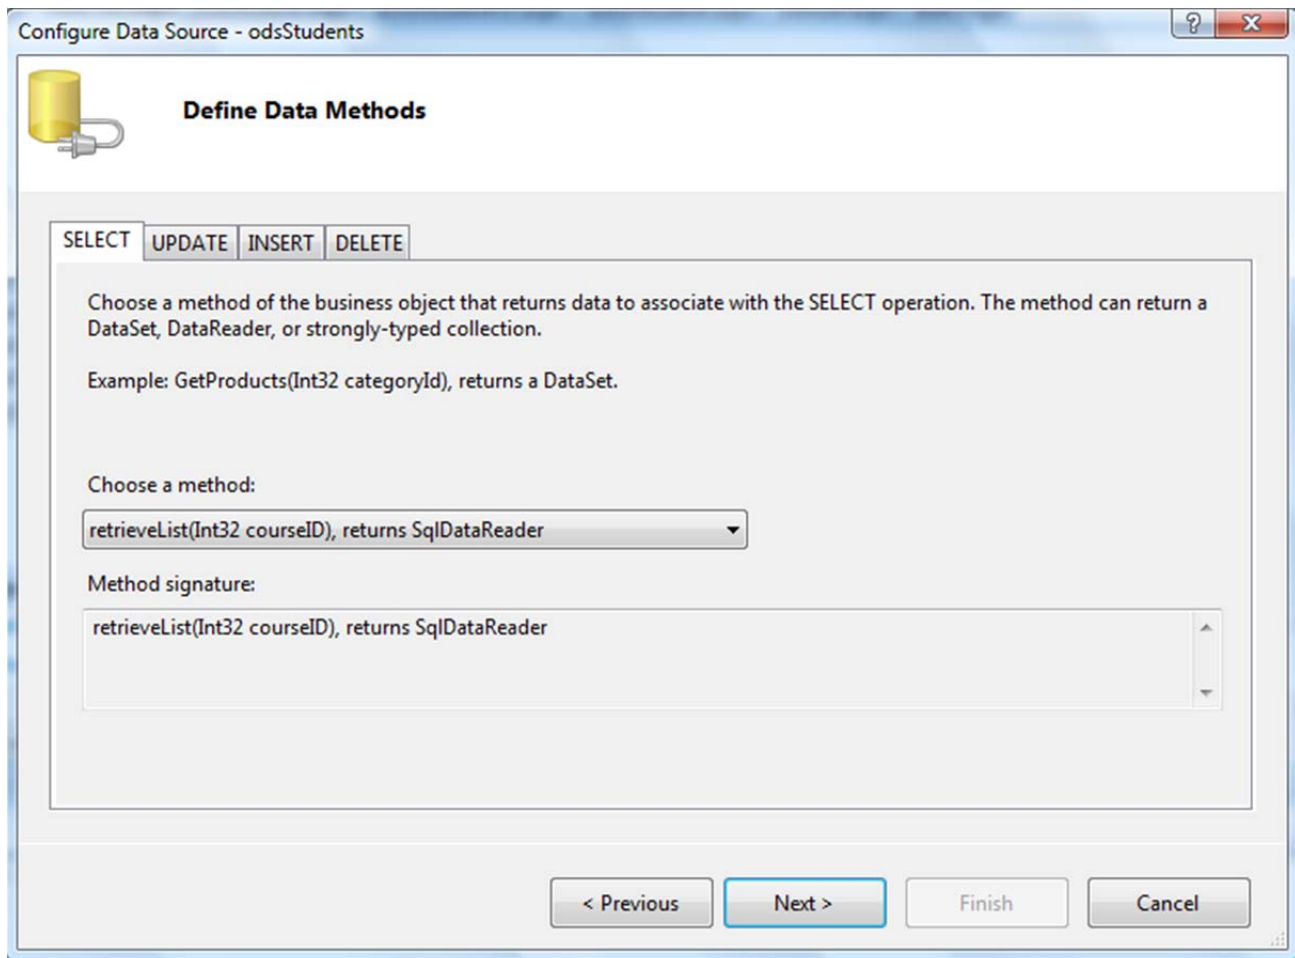 Configure Data Source - odsStudents
?
X
Define Data Methods
SELECT UPDATE INSERT DELETE
Choose a method of the business object that returns data to associate with the SELECT operation. The method can return a
DataSet, DataReader, or strongly-typed collection.
Example: GetProducts(Int32 categoryId), returns a DataSet.
Choose a method:
retrieveList(Int32 courseID), returns SqlDataReader
Method signature:
retrieveList(Int32 courseID), returns SqlDataReader
< Previous Next > Finish Cancel